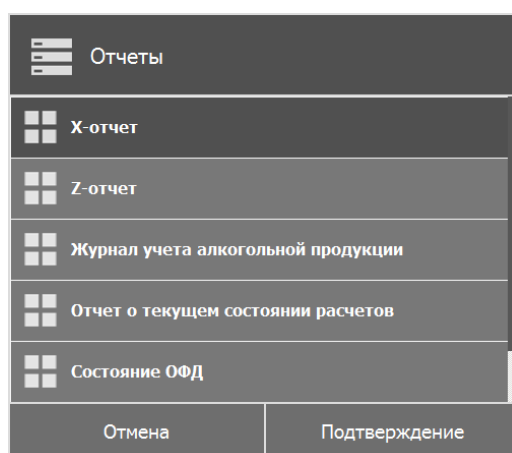 Отчеты
X-отчет
Z-отчет
Журнал учета алкогольной продукции
Отчет о текущем состоянии расчетов
Состояние ОФД
Отмена
Подтверждение